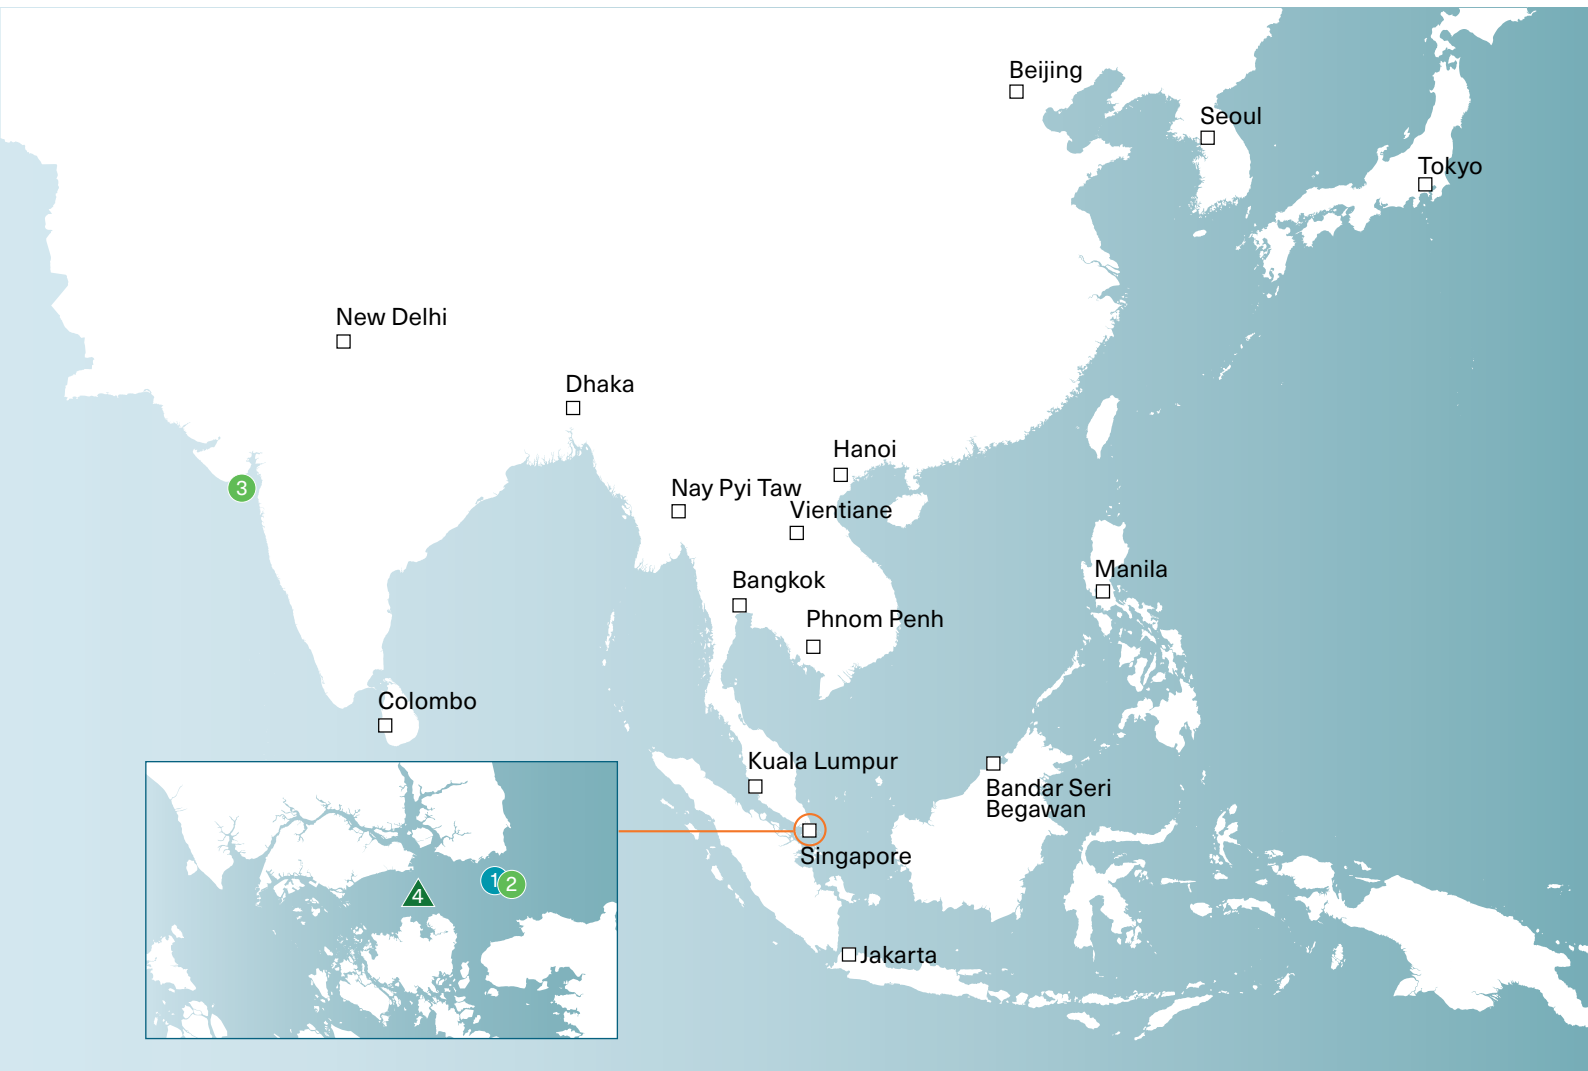 Beijing
Seoul
Tokyo
New Delhi
Dhaka
Hanoi
Nay Pyi Taw
Vientiane
3
Manila
Bangkok
Phnom Penh
Colombo
Kuala Lumpur
Bandar Seri
Begawan
Singapore
1
2
4
Jakarta